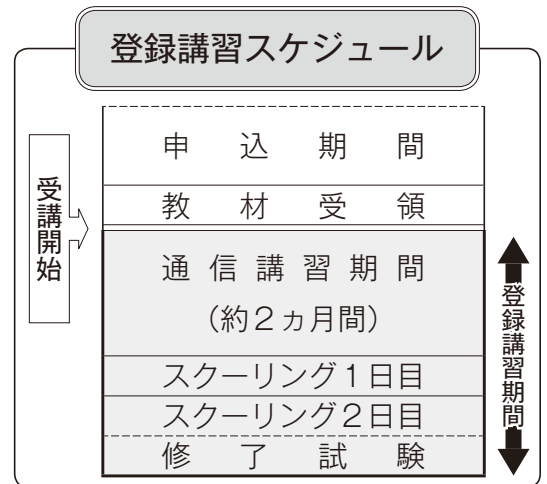 登録講習スケジュール
受講開始
申込期間
教材受領
通信講習期間
(約2ヵ月間)
スクーリング1日目
スクーリング2日目
修了試験
登録講習期間